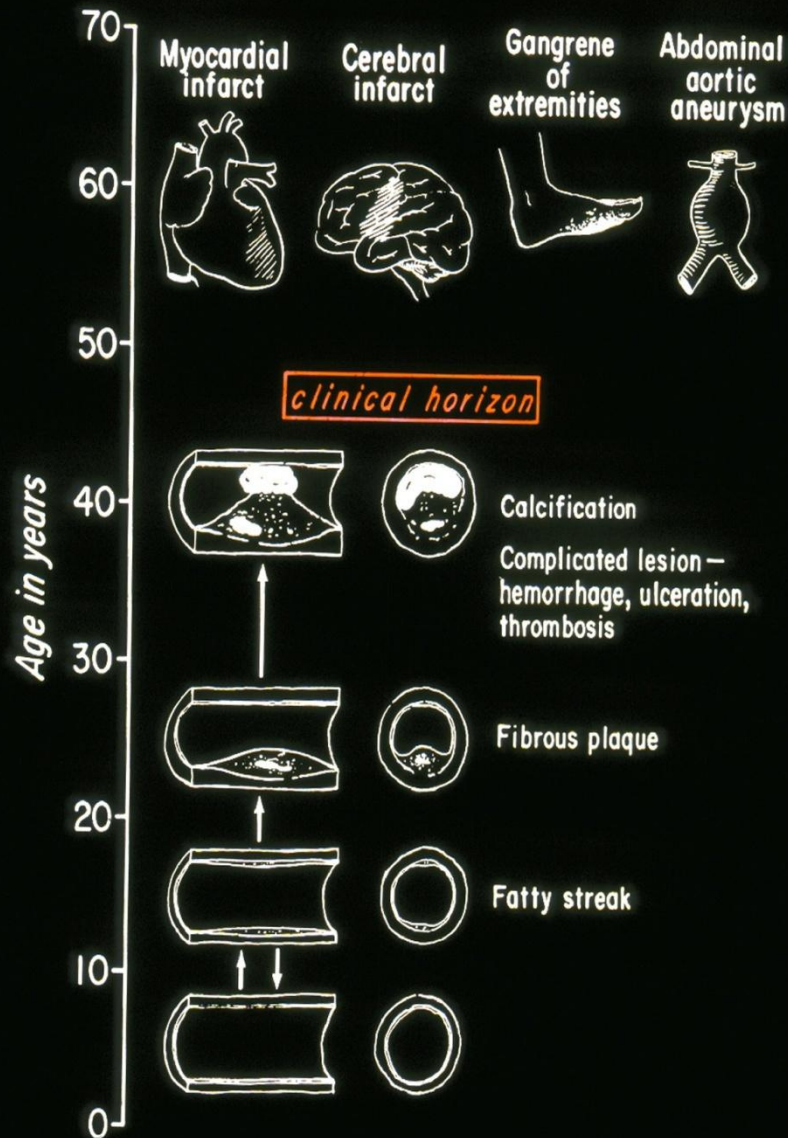 70
Myocardial
infarct
Cerebral
infarct
Gangrene
of
extremities
Abdominal
aortic
aneurysm
60
50
clinical horizon
Age in years
40
Calcification
Complicated lesion—
hemorrhage, ulceration,
thrombosis
30
Fibrous plaque
20
Fatty streak
10
0